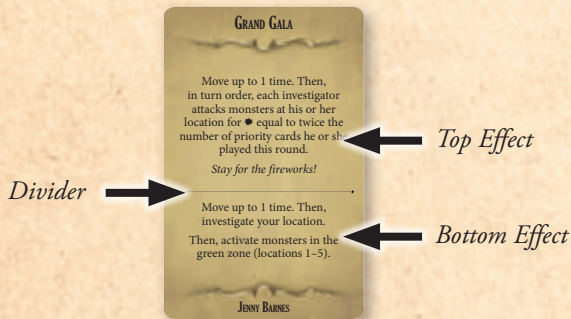 Grand Gala
Move up to 1 time. Then,
in turn order, each investigator
attacks monsters at his or her
location for equal to twice the
number of priority cards he or she
played this round.
Top Effect
Stay for the fireworks!
Divider
Move up to 1 time. Then,
investigate your location.
Then, activate monsters in the
green zone (locations 1–5).
Bottom Effect
Jenny Barnes